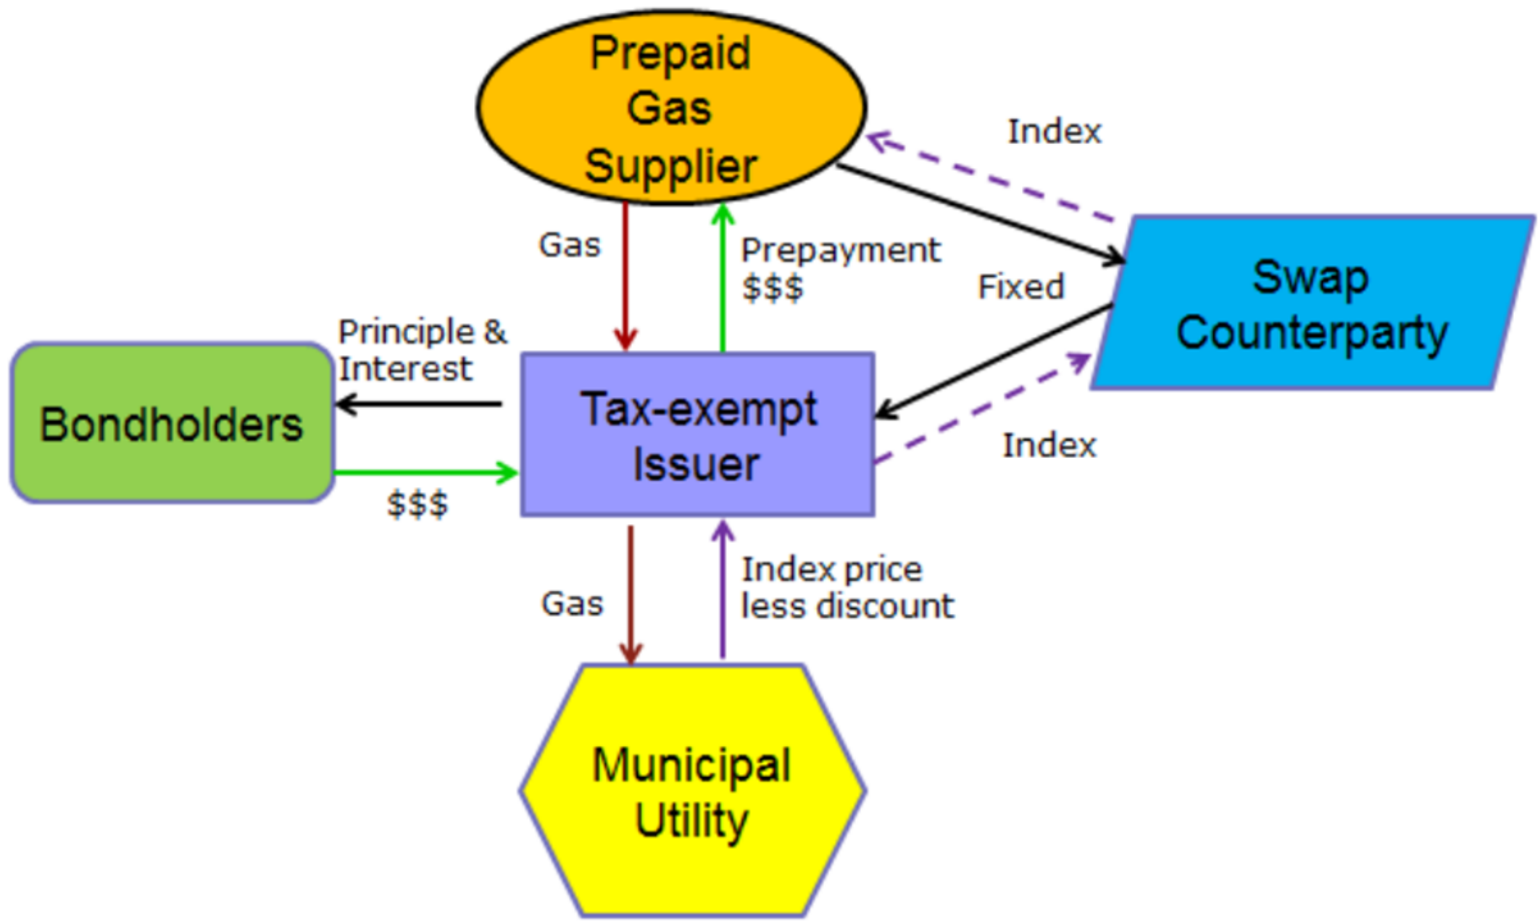 Prepaid
Gas
Supplier
Index
Gas
Prepayment
$$$
Fixed
Swap
Counterparty
Principle &
Interest
Bondholders
Tax-exempt
Issuer
Index
$$$
Gas
Index price
less discount
Municipal
Utility